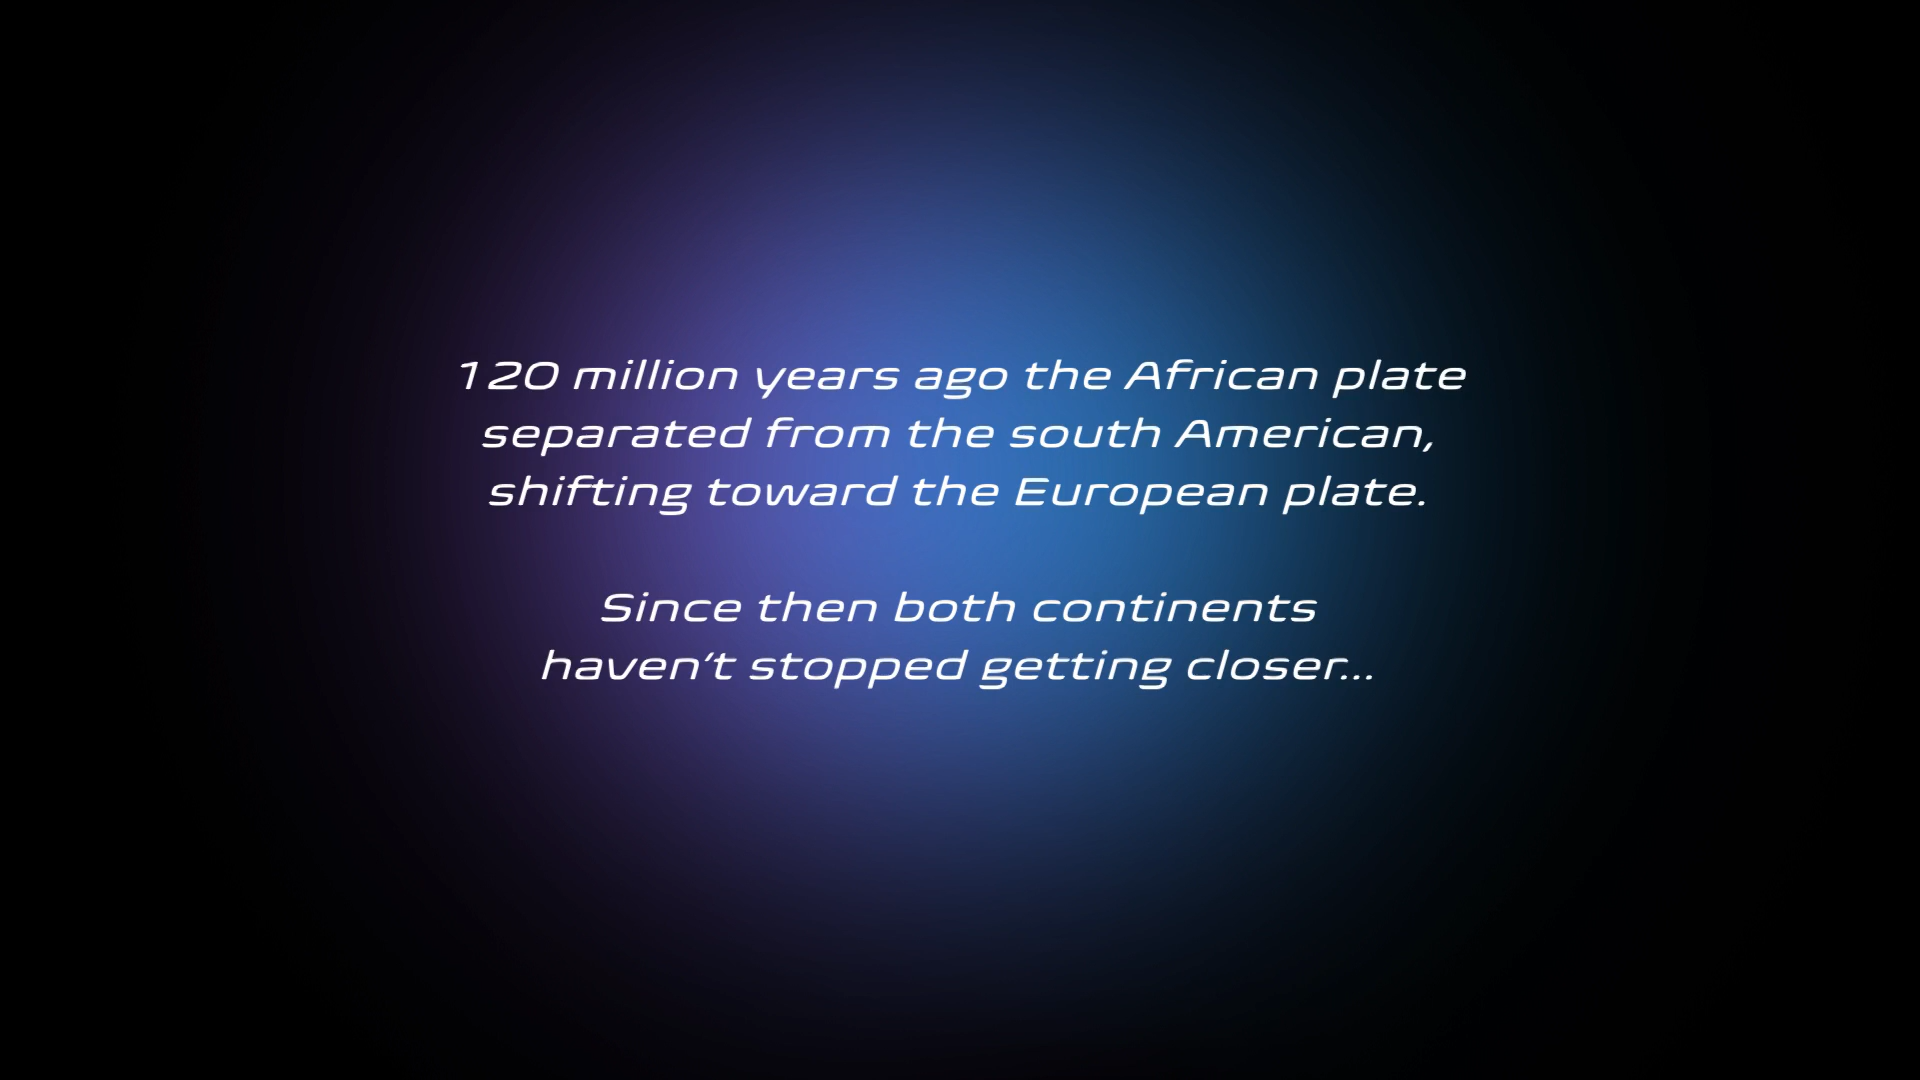 120 million years ago the African plate
separated from the south American,
shifting toward the European plate.
Since then both continents
haven't stopped getting closer...